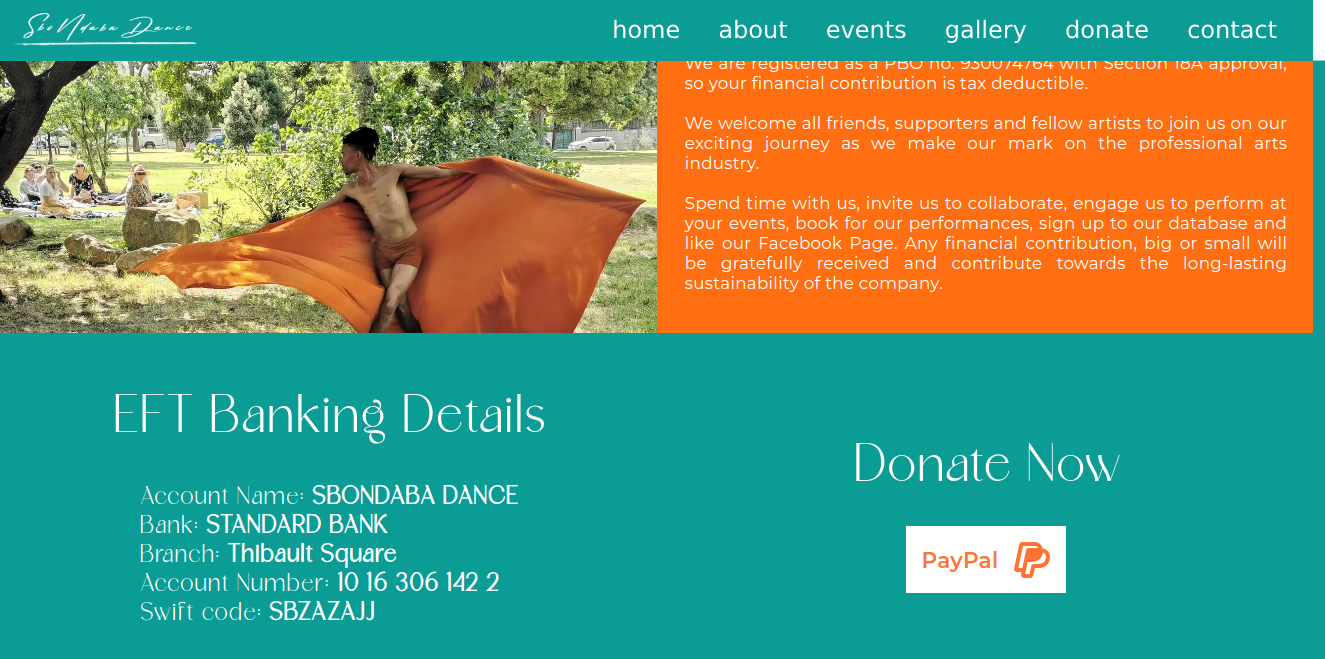 SboNdaba Dance
home about events gallery donate contact
We are registered as a PBO no. 930074764 with Section 18A approval,
so your financial contribution is tax deductible.
We welcome all friends, supporters and fellow artists to join us on our
exciting journey as we make our mark on the professional arts
industry.
Spend time with us, invite us to collaborate, engage us to perform at
your events, book for our performances, sign up to our database and
like our Facebook Page. Any financial contribution, big or small will
be gratefully received and contribute towards the long-lasting
sustainability of the company.
EFT Banking Details
Account Name: SBONDABA DANCE
Bank: STANDARD BANK
Branch: Thibault Square
Account Number: 10 16 306 142 2
Swift code: SBZAZAJJ
Donate Now
PayPal